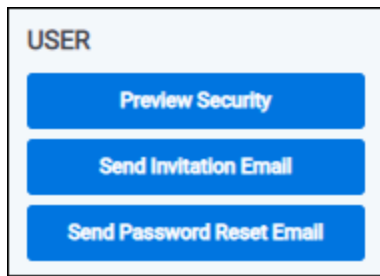 USER
Preview Security
Send Invitation Email
Send Password Reset Email